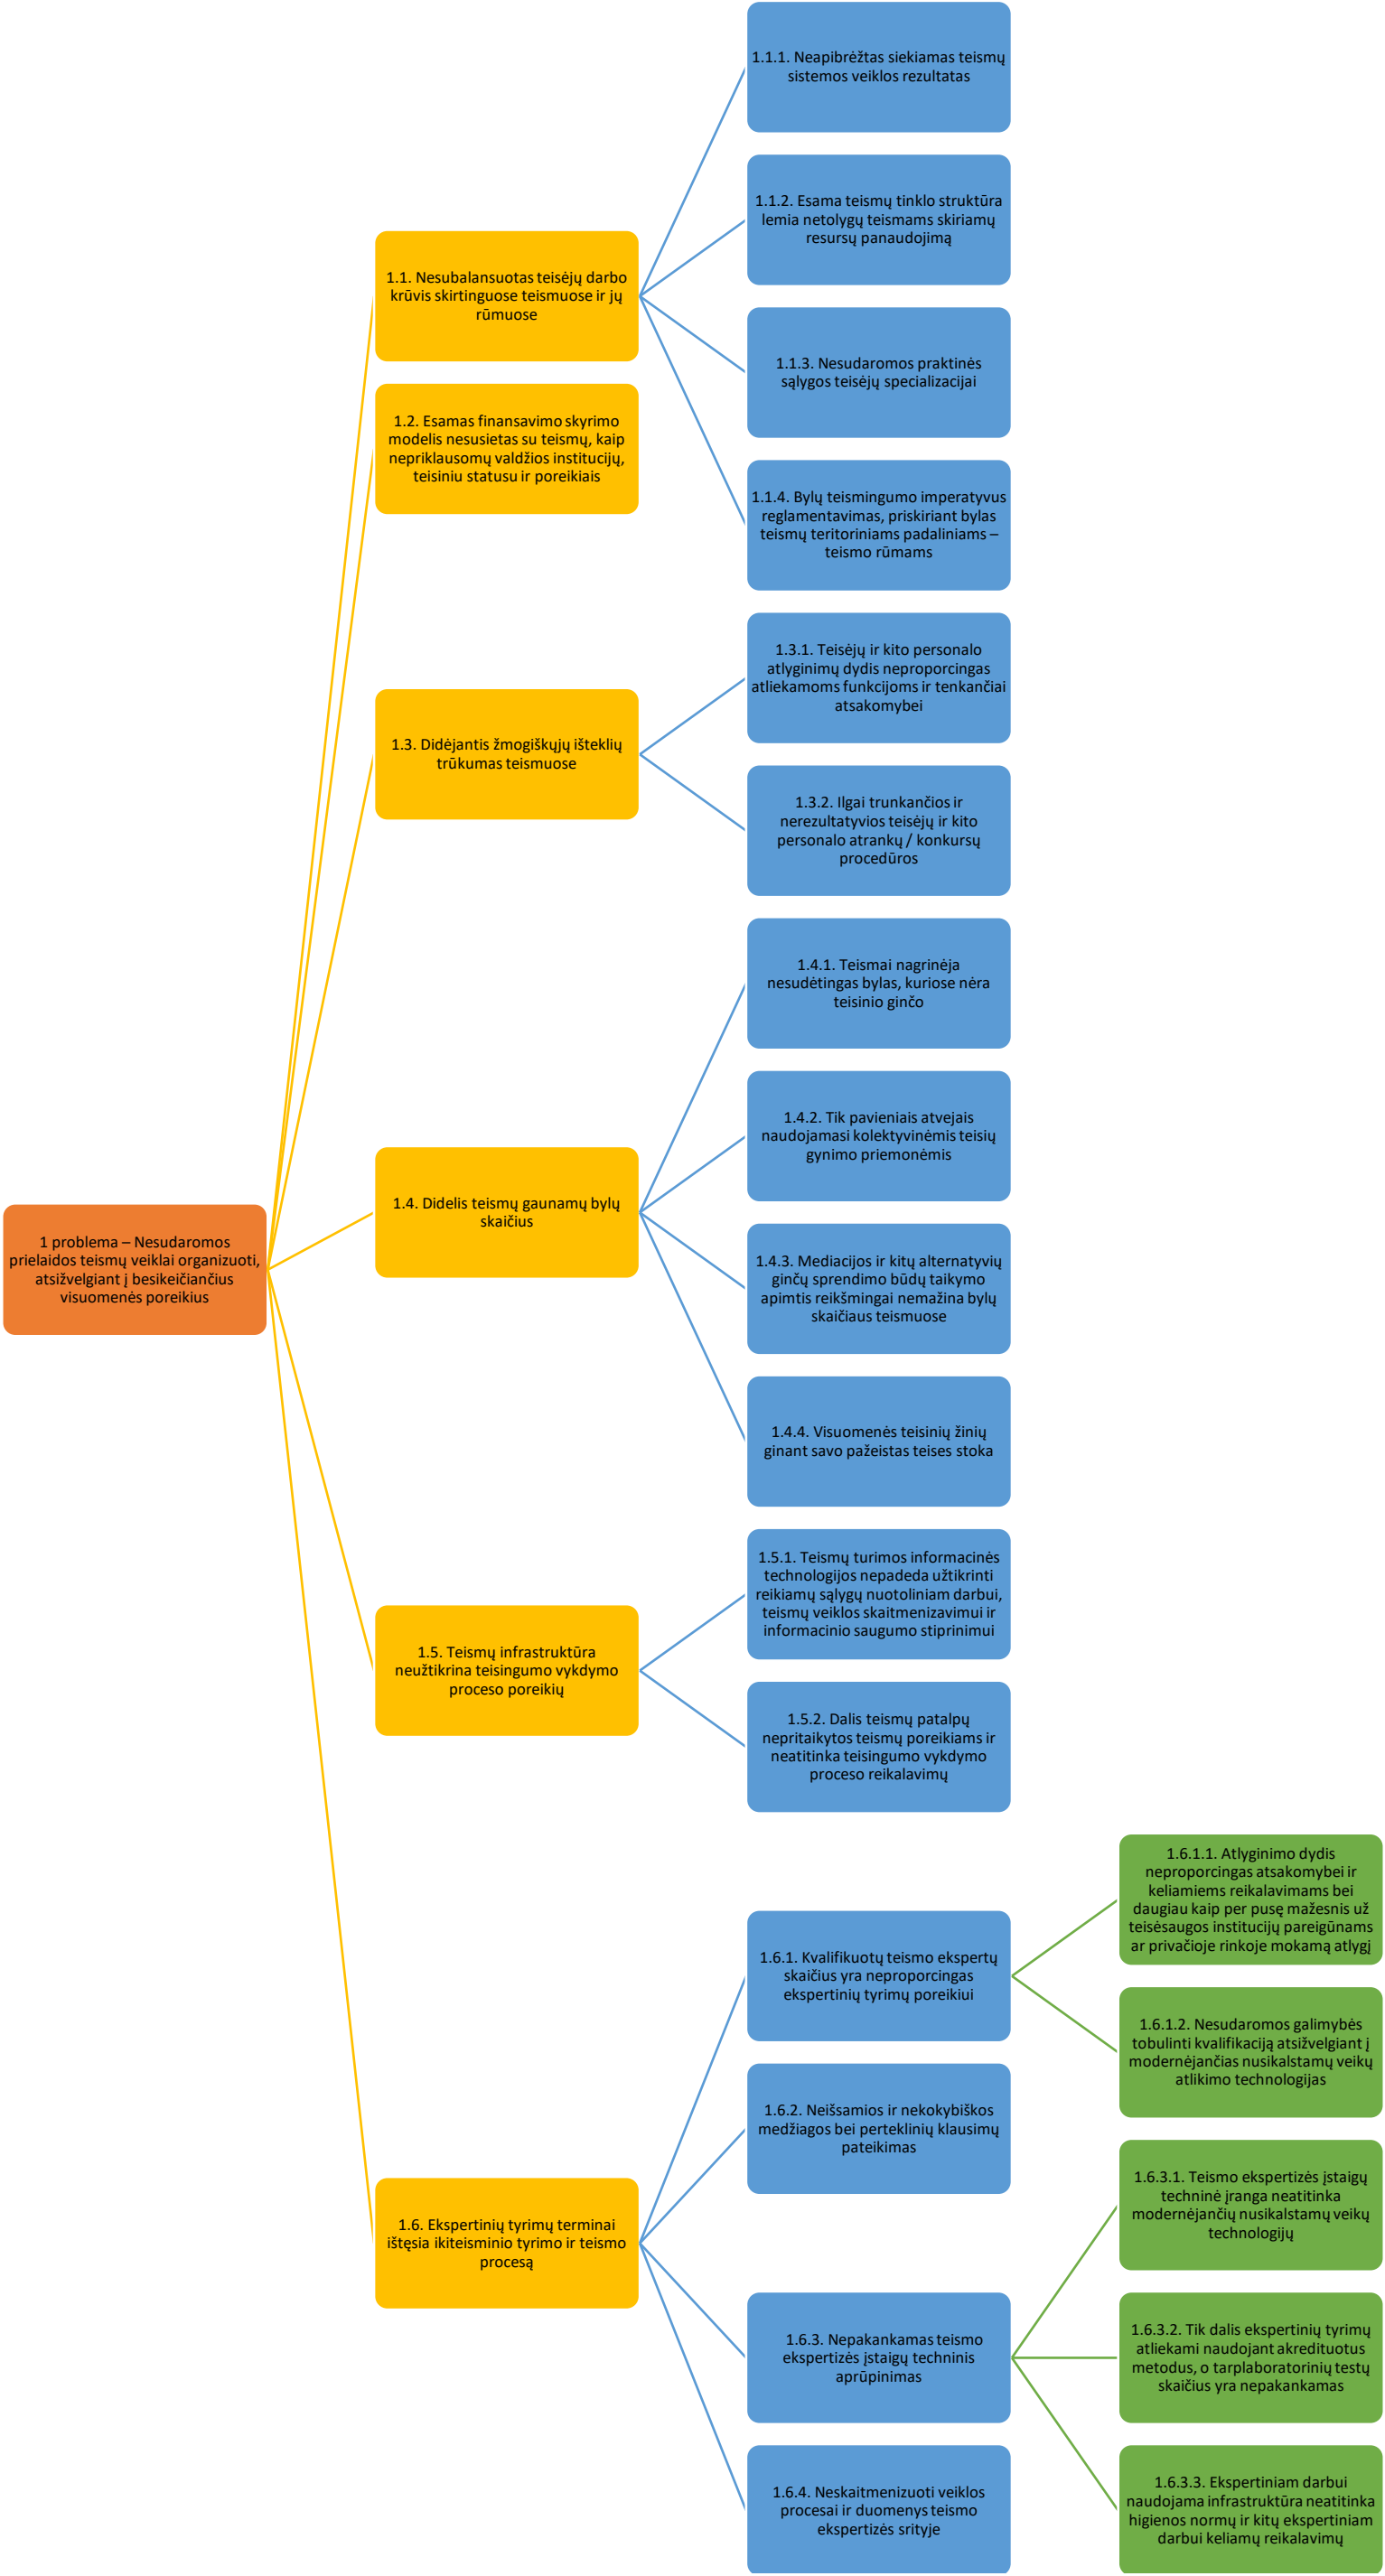 1 problema – Nesudaromos
prielaidos teismų veiklai organizuoti,
atsižvelgiant į besikeičiančius
visuomenės poreikius
1.1. Nesubalansuotas teisėjų darbo
krūvis skirtinguose teismuose ir jų
rūmuose
1.1.1. Neapibrėžtas siekiamas teismų
sistemos veiklos rezultatas
1.1.2. Esama teismų tinklo struktūra
lemia netolygų teismams skiriamų
resursų panaudojimą
1.1.3. Nesudaromos praktinės
sąlygos teisėjų specializacijai
1.1.4. Bylų teismingumo imperatyvus
reglamentavimas, priskiriant bylas
teismų teritoriniams padaliniams –
teismo rūmams
1.2. Esamas finansavimo skyrimo
modelis nesusietas su teismų, kaip
nepriklausomų valdžios institucijų,
teisiniu statusu ir poreikiais
1.3. Didėjantis žmogiškųjų išteklių
trūkumas teismuose
1.3.1. Teisėjų ir kito personalo
atlyginimų dydis neproporcingas
atliekamoms funkcijoms ir tenkančiai
atsakomybei
1.3.2. Ilgai trunkančios ir
nerezultatyvios teisėjų ir kito
personalo atrankų / konkursų
procedūros
1.4. Didelis teismų gaunamų bylų
skaičius
1.4.1. Teismai nagrinėja
nesudėtingas bylas, kuriose nėra
teisinio ginčo
1.4.2. Tik pavieniais atvejais
naudojamasi kolektyvinėmis teisių
gynimo priemonėmis
1.4.3. Mediacijos ir kitų alternatyvių
ginčų sprendimo būdų taikymo
apimtis reikšmingai nemažina bylų
skaičiaus teismuose
1.4.4. Visuomenės teisinių žinių
ginant savo pažeistas teises stoka
1.5. Teismų infrastruktūra
neužtikrina teisingumo vykdymo
proceso poreikių
1.5.1. Teismų turimos informacinės
technologijos nepadeda užtikrinti
reikiamų sąlygų nuotoliniam darbui,
teismų veiklos skaitmenizavimui ir
informacinio saugumo stiprinimui
1.5.2. Dalis teismų patalpų
nepritaikytos teismų poreikiams ir
neatitinka teisingumo vykdymo
proceso reikalavimų
1.6. Ekspertinių tyrimų terminai
ištęsia ikiteisminio tyrimo ir teismo
procesą
1.6.1. Kvalifikuotų teismo ekspertų
skaičius yra neproporcingas
ekspertinių tyrimų poreikiui
1.6.1.1. Atlyginimo dydis
neproporcingas atsakomybei ir
keliamiems reikalavimams bei
daugiau kaip per pusę mažesnis už
teisėsaugos institucijų pareigūnams
ar privačioje rinkoje mokamą atlygį
1.6.1.2. Nesudaromos galimybės
tobulinti kvalifikaciją atsižvelgiant į
modernėjančias nusikalstamų veikų
atlikimo technologijas
1.6.2. Neišsamios ir nekokybiškos
medžiagos bei perteklinių klausimų
pateikimas
1.6.3. Nepakankamas teismo
ekspertizės įstaigų techninis
aprūpinimas
1.6.3.1. Teismo ekspertizės įstaigų
techninė įranga neatitinka
modernėjančių nusikalstamų veikų
technologijų
1.6.3.2. Tik dalis ekspertinių tyrimų
atliekami naudojant akredituotus
metodus, o tarplaboratorinių testų
skaičius yra nepakankamas
1.6.3.3. Ekspertiniam darbui
naudojama infrastruktūra neatitinka
higienos normų ir kitų ekspertiniam
darbui keliamų reikalavimų
1.6.4. Neskaitmenizuoti veiklos
procesai ir duomenys teismo
ekspertizės srityje